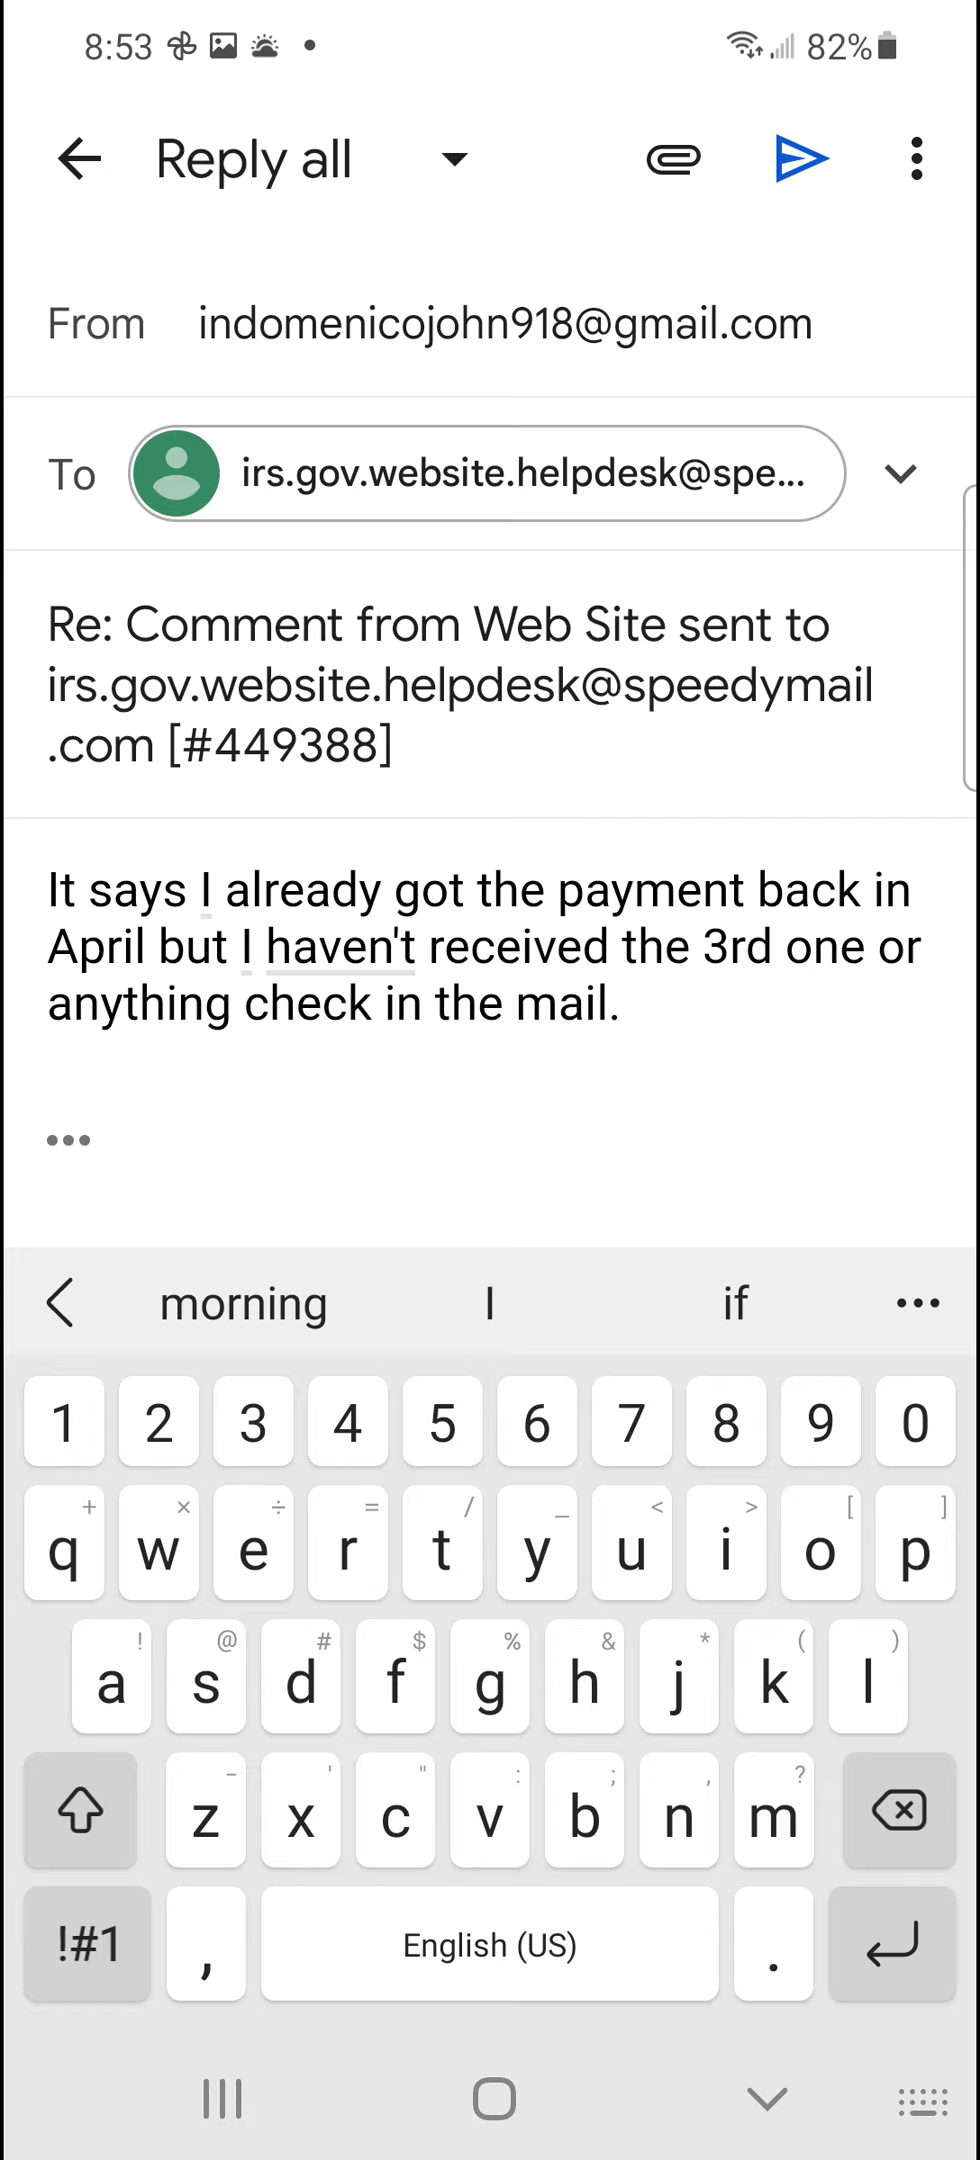 8:53 82%
Reply all
From indomenicojohn918@gmail.com
To irs.gov.website.helpdesk@spe...
Re: Comment from Web Site sent to
irs.gov.website.helpdesk@speedymail
.com [#449388]
It says I already got the payment back in
April but I haven't received the 3rd one or
anything check in the mail.
morning I if
1 2 3 4 5 6 7 8 9 0
+ × ÷ = / _ < > [ ]
q w e r t y u i o p
! @ # $ % & * ( )
a s d f g h j k l
- ' " : ; , ?
z x c v b n m
!#1 , English (US) .